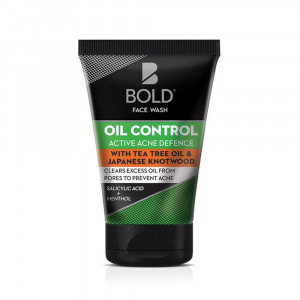 BOLD®
FACE WASH
OIL CONTROL
ACTIVE ACNE DEFENCE
WITH TEA TREE OIL &
JAPANESE KNOTWOOD
CLEARS EXCESS OIL FROM
PORES TO PREVENT ACNE
SALICYLIC ACID
+
MENTHOL